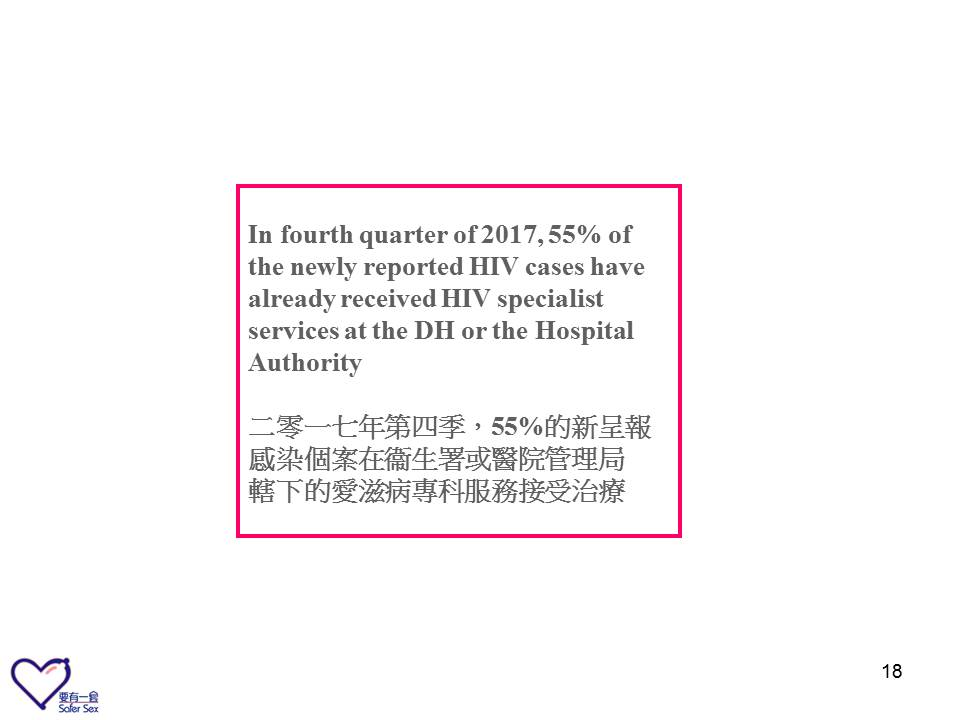 In fourth quarter of 2017, 55% of
the newly reported HIV cases have
already received HIV specialist
services at the DH or the Hospital
Authority
二零一七年第四季，55%的新呈報
感染個案在衞生署或醫院管理局
轄下的愛滋病專科服務接受治療
18
要有一套
Safer Sex